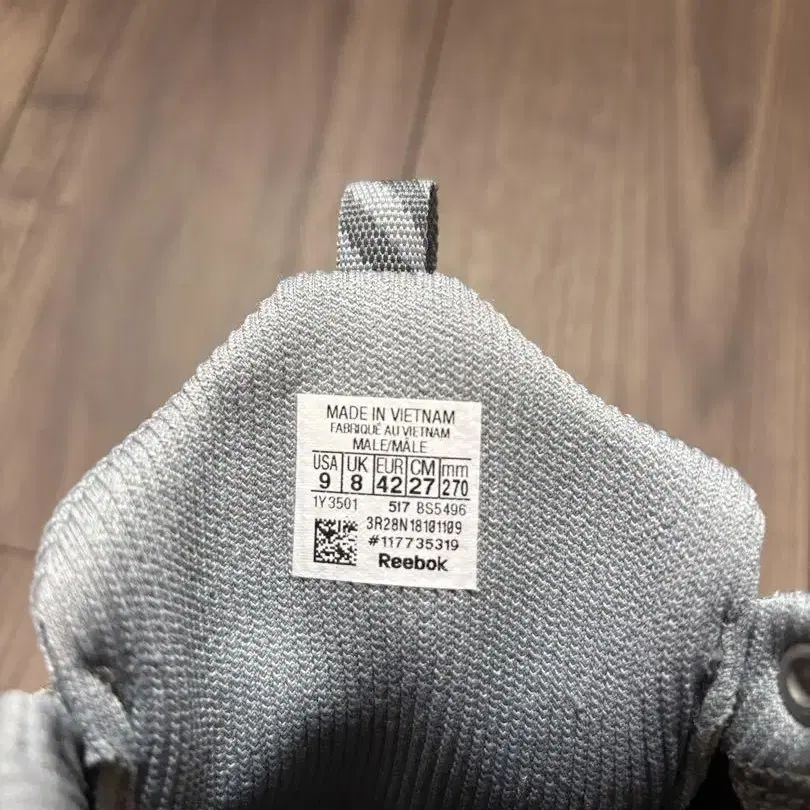 MADE IN VIETNAM
FABRIQUÉ AU VIETNAM
MALE/MÂLE
USA UK EUR CM mm
9 8 42 27 270
1Y3501 517 BS5496
3R28N18101109
#117735319
Reebok